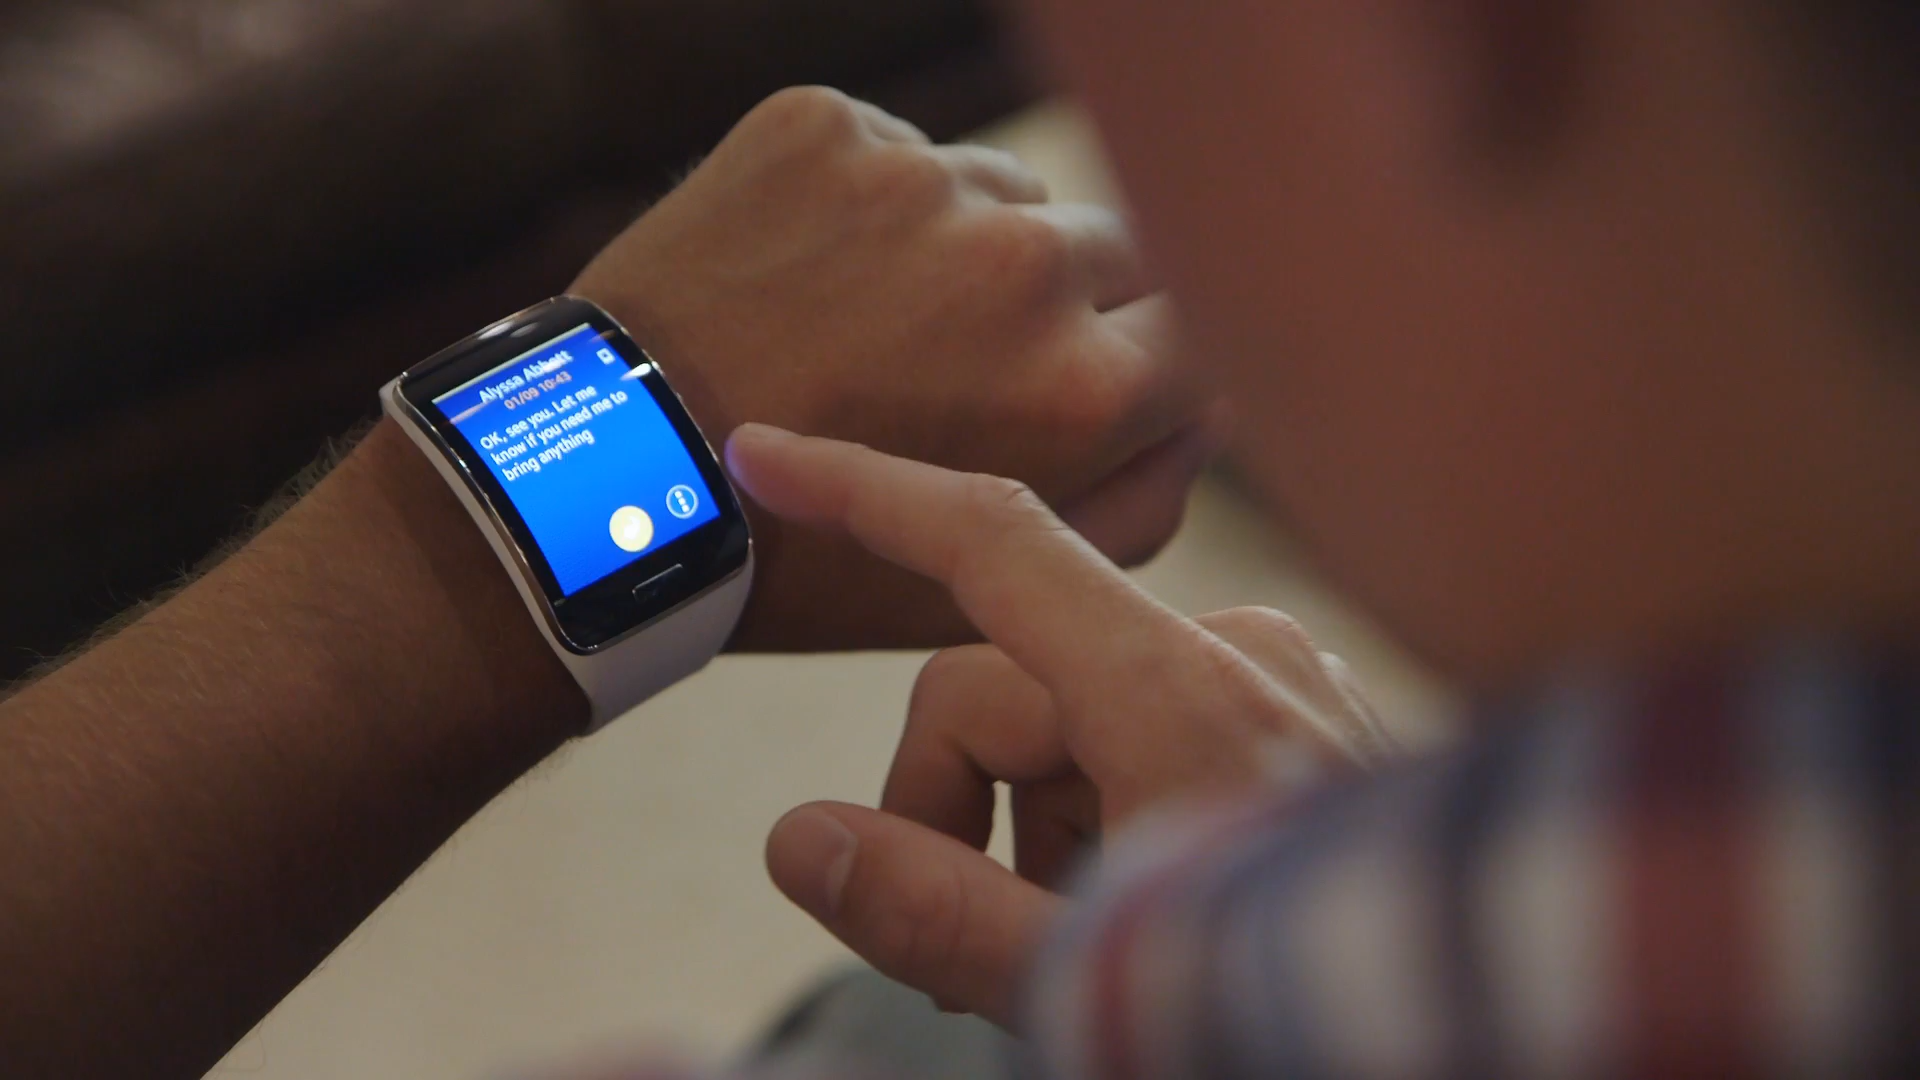 Alyssa Abbott
01/09 10:43
OK, see you. Let me
know if you need me to
bring anything